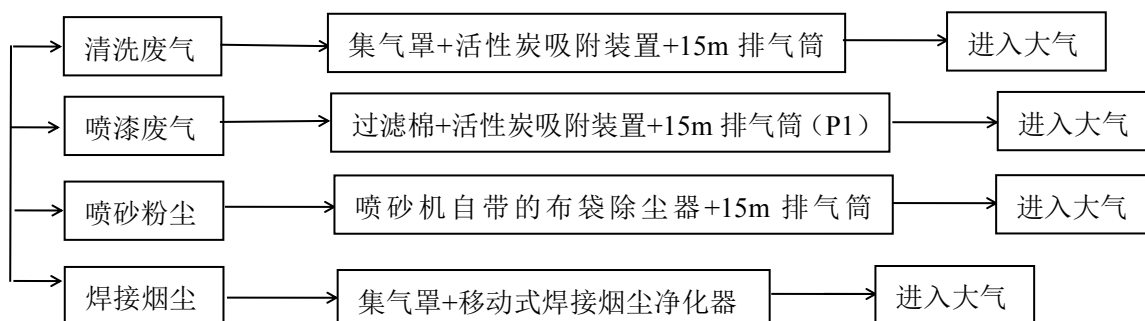 清洗废气
集气罩+活性炭吸附装置+15m 排气筒
进入大气
喷漆废气
过滤棉+活性炭吸附装置+15m 排气筒（P1）
进入大气
喷砂粉尘
喷砂机自带的布袋除尘器+15m 排气筒
进入大气
焊接烟尘
集气罩+移动式焊接烟尘净化器
进入大气